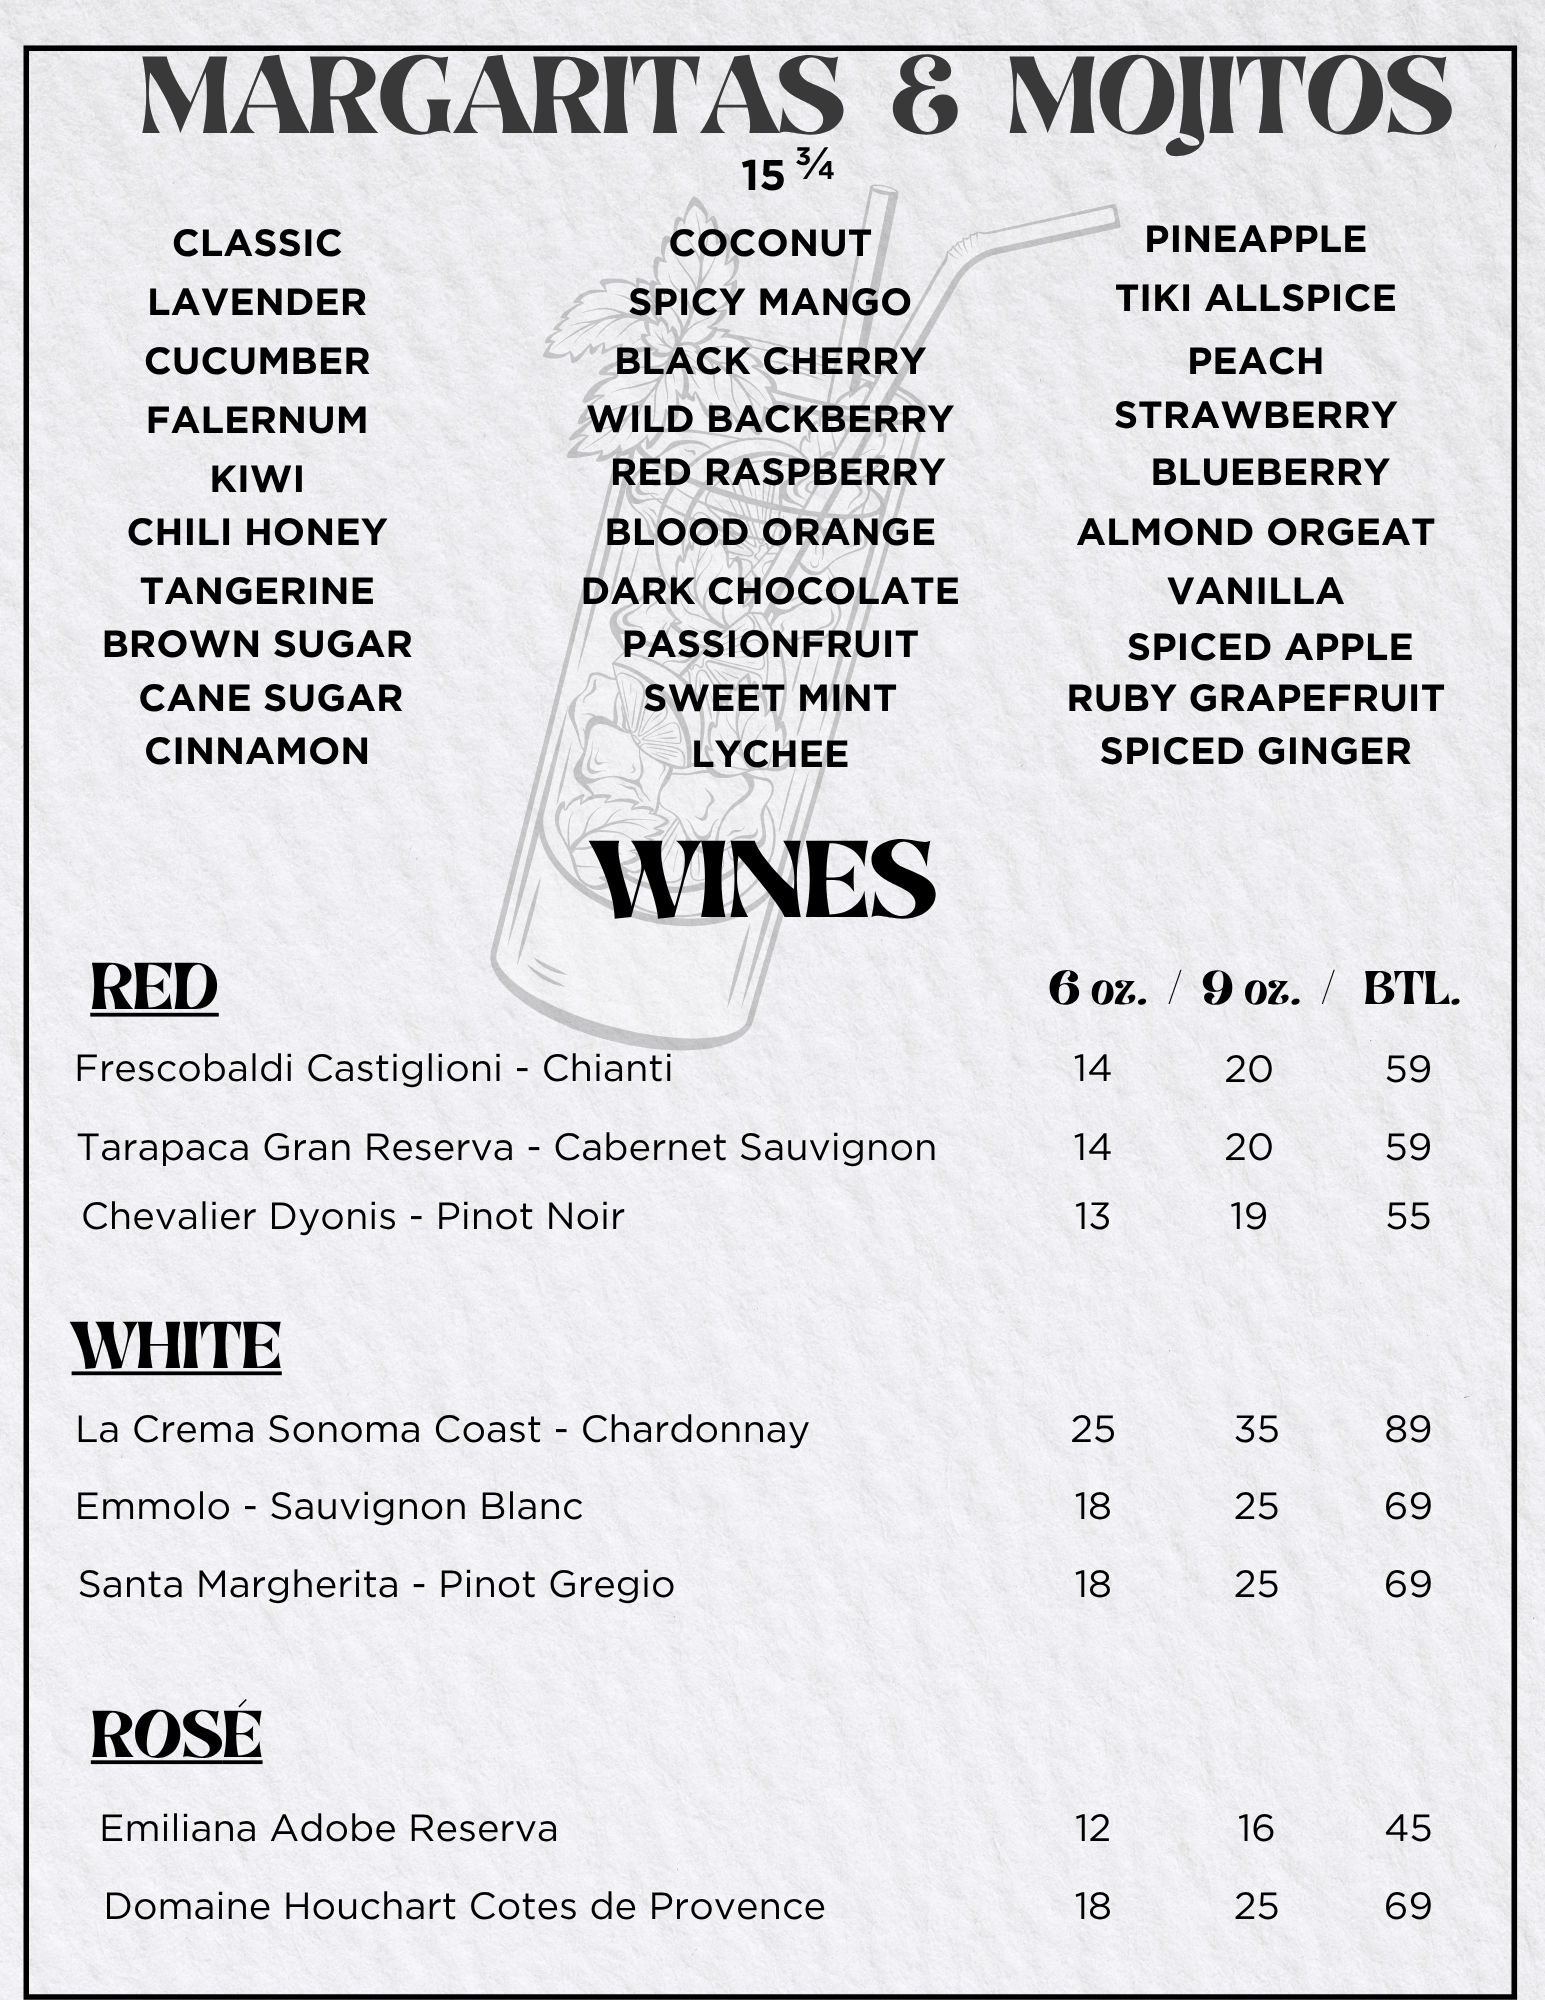 MARGARITAS & MOJITOS
15 ¾
CLASSIC
LAVENDER
CUCUMBER
FALERNUM
KIWI
CHILI HONEY
TANGERINE
BROWN SUGAR
CANE SUGAR
CINNAMON
COCONUT
SPICY MANGO
BLACK CHERRY
WILD BACKBERRY
RED RASPBERRY
BLOOD ORANGE
DARK CHOCOLATE
PASSIONFRUIT
SWEET MINT
LYCHEE
PINEAPPLE
TIKI ALLSPICE
PEACH
STRAWBERRY
BLUEBERRY
ALMOND ORGEAT
VANILLA
SPICED APPLE
RUBY GRAPEFRUIT
SPICED GINGER
WINES
RED 6 oz. / 9 oz. / BTL.
Frescobaldi Castiglioni - Chianti 14 20 59
Tarapaca Gran Reserva - Cabernet Sauvignon 14 20 59
Chevalier Dyonis - Pinot Noir 13 19 55
WHITE
La Crema Sonoma Coast - Chardonnay 25 35 89
Emmolo - Sauvignon Blanc 18 25 69
Santa Margherita - Pinot Gregio 18 25 69
ROSÉ
Emiliana Adobe Reserva 12 16 45
Domaine Houchart Cotes de Provence 18 25 69